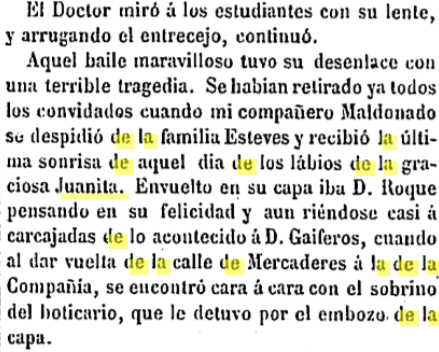 El Doctor miró á los estudiantes con su lente,
y arrugando el entrecejo, continuó.
Aquel baile maravilloso tuvo su desenlace con
una terrible tragedia. Se habian retirado ya todos
los convidados cuando mi compañero Maldonado
se despidió de la familia Esteves y recibió la últi-
ma sonrisa de aquel dia de los lábios de la gra-
ciosa Juanita. Envuelto en su capa iba D. Roque
pensando en su felicidad y aun riéndose casi á
carcajadas de lo acontecido á D. Gaiferos, cuando
al dar vuelta de la calle de Mercaderes á la de la
Compañia, se encontró cara á cara con el sobrino
del boticario, que le detuvo por el embozo de la
capa.